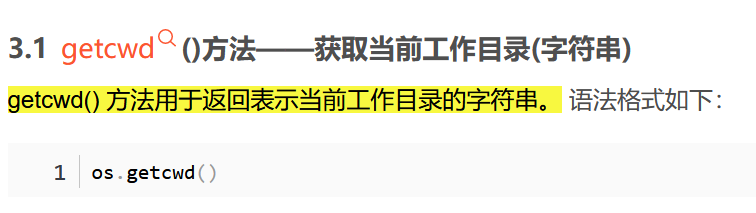 3.1 getcwd()方法——获取当前工作目录(字符串)
getcwd() 方法用于返回表示当前工作目录的字符串。 语法格式如下：
1 os.getcwd()